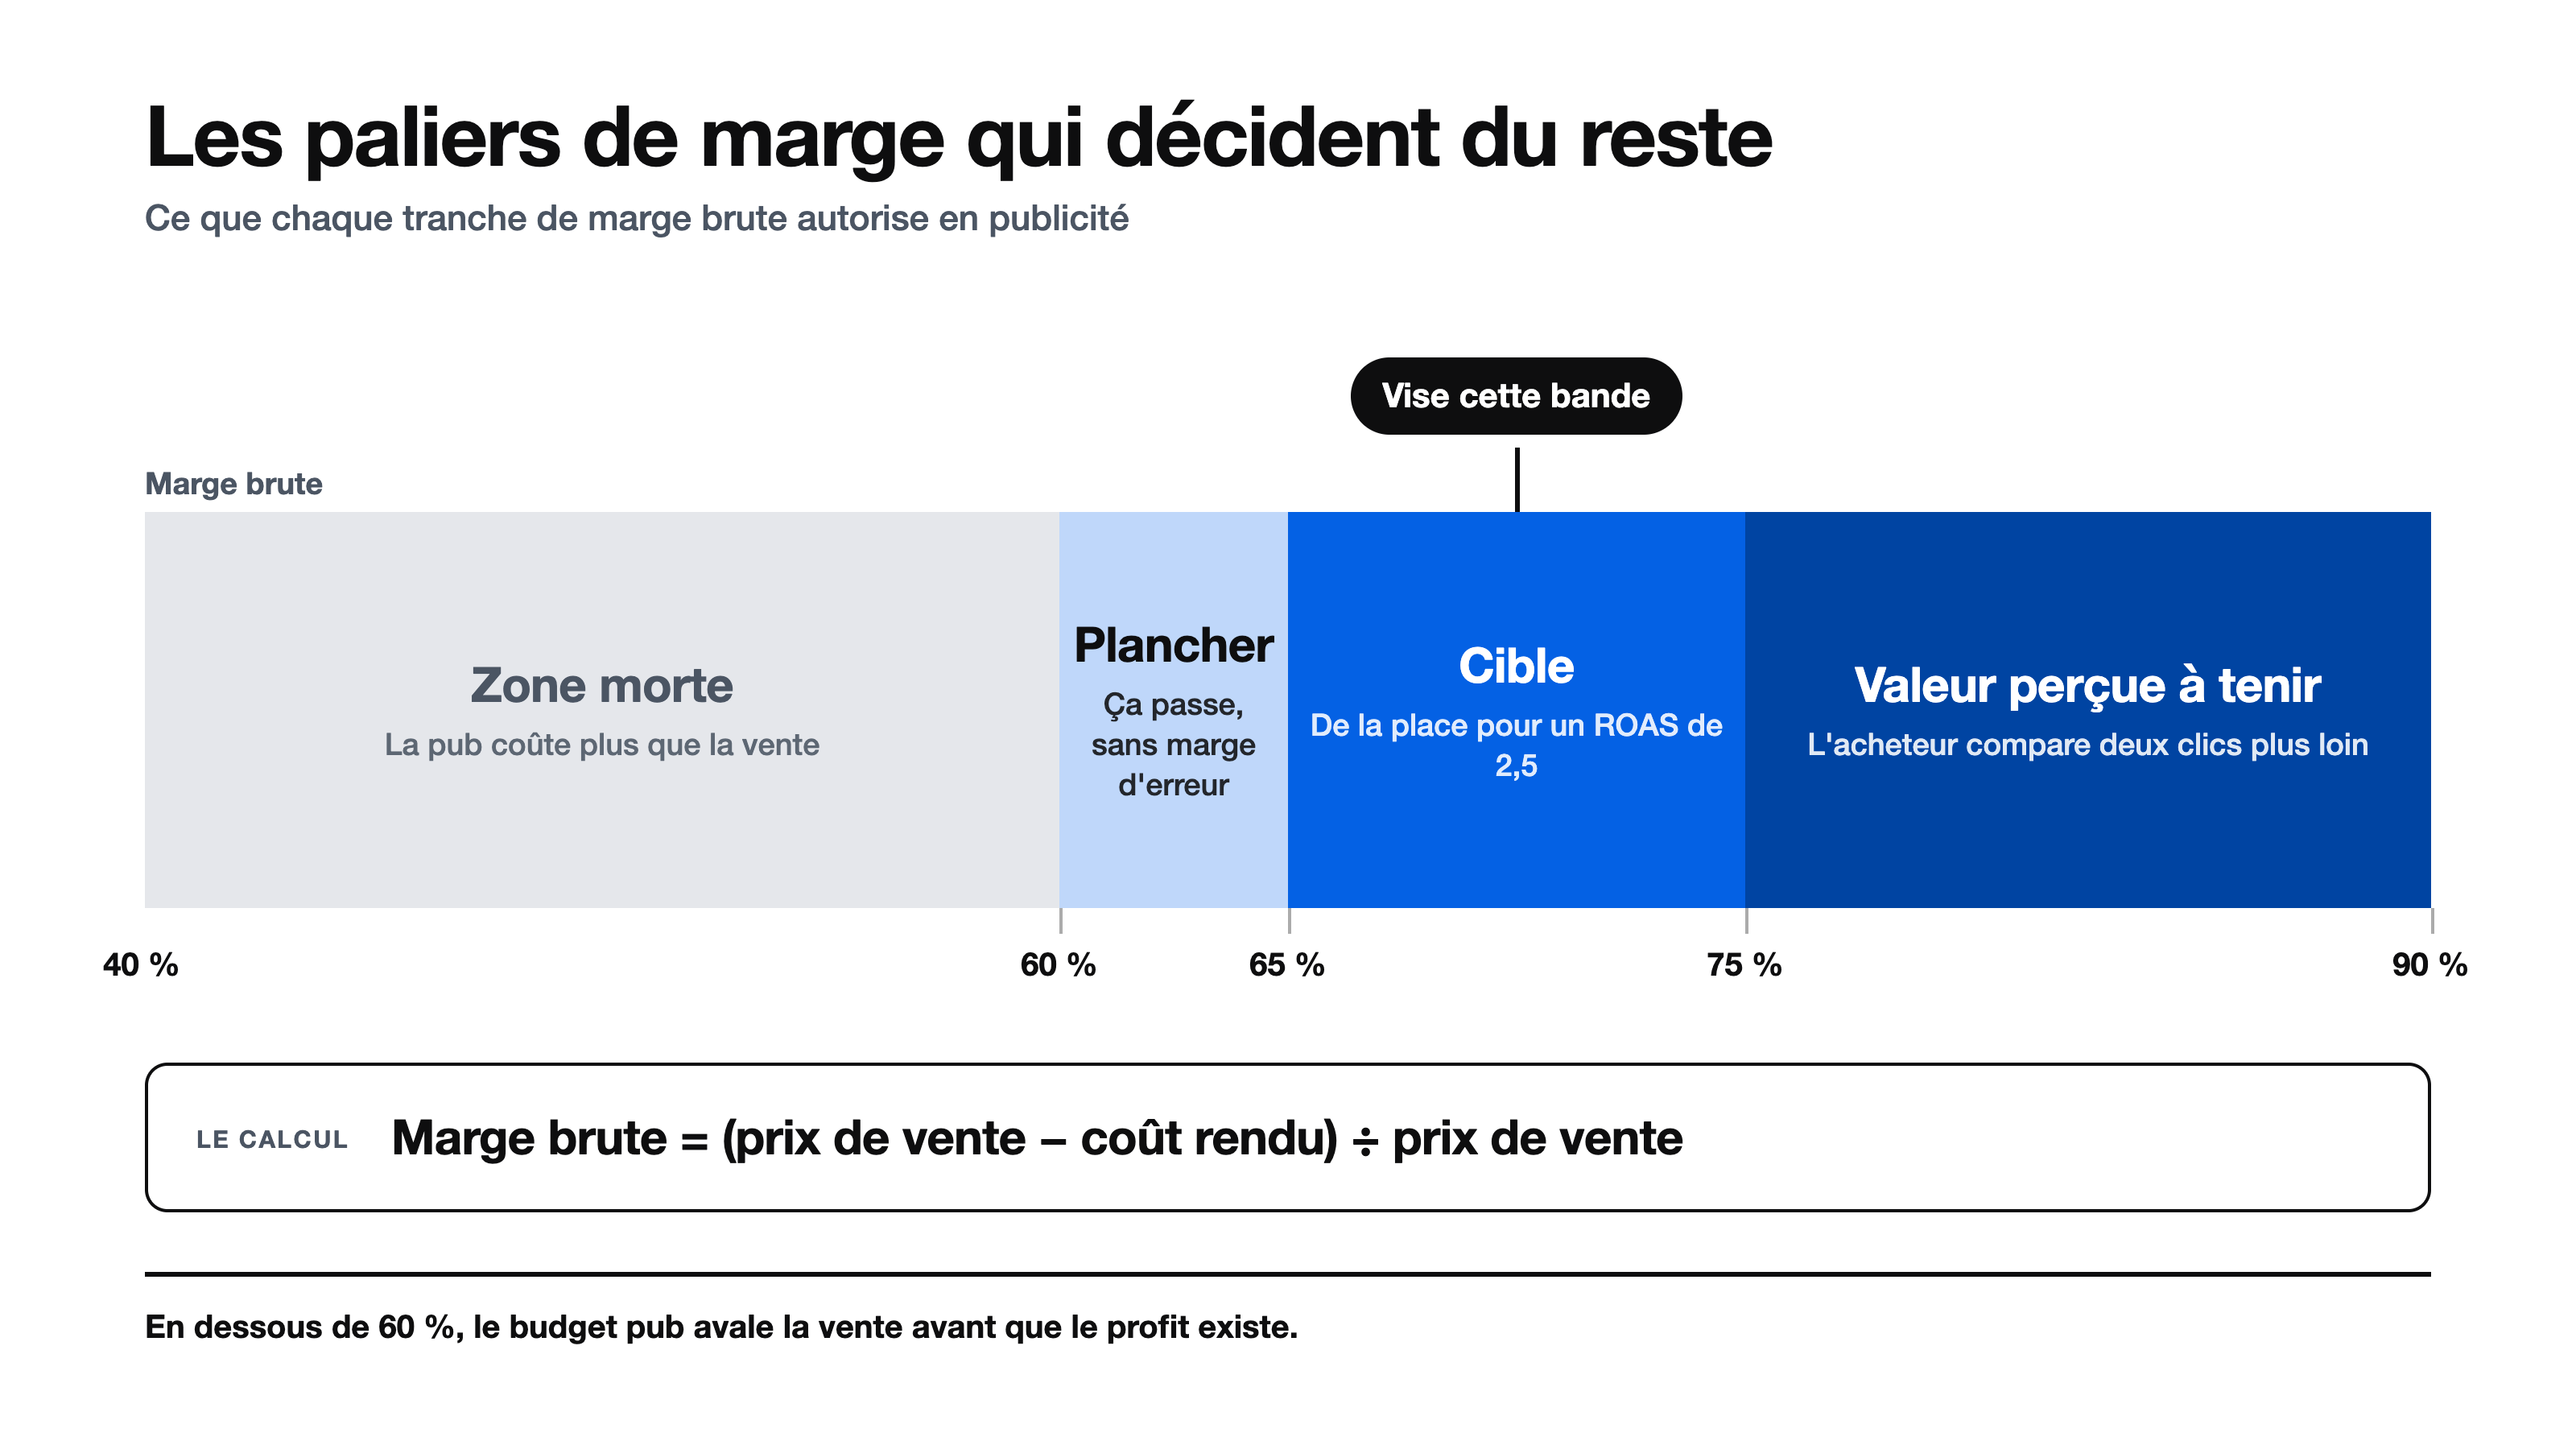 Les paliers de marge qui décident du reste
Ce que chaque tranche de marge brute autorise en publicité
Vise cette bande
Marge brute
Zone morte
La pub coûte plus que la vente
Plancher
Ça passe,
sans marge
d'erreur
Cible
De la place pour un ROAS de
2,5
Valeur perçue à tenir
L'acheteur compare deux clics plus loin
40 %
60 %
65 %
75 %
90 %
LE CALCUL
Marge brute = (prix de vente – coût rendu) ÷ prix de vente
En dessous de 60 %, le budget pub avale la vente avant que le profit existe.